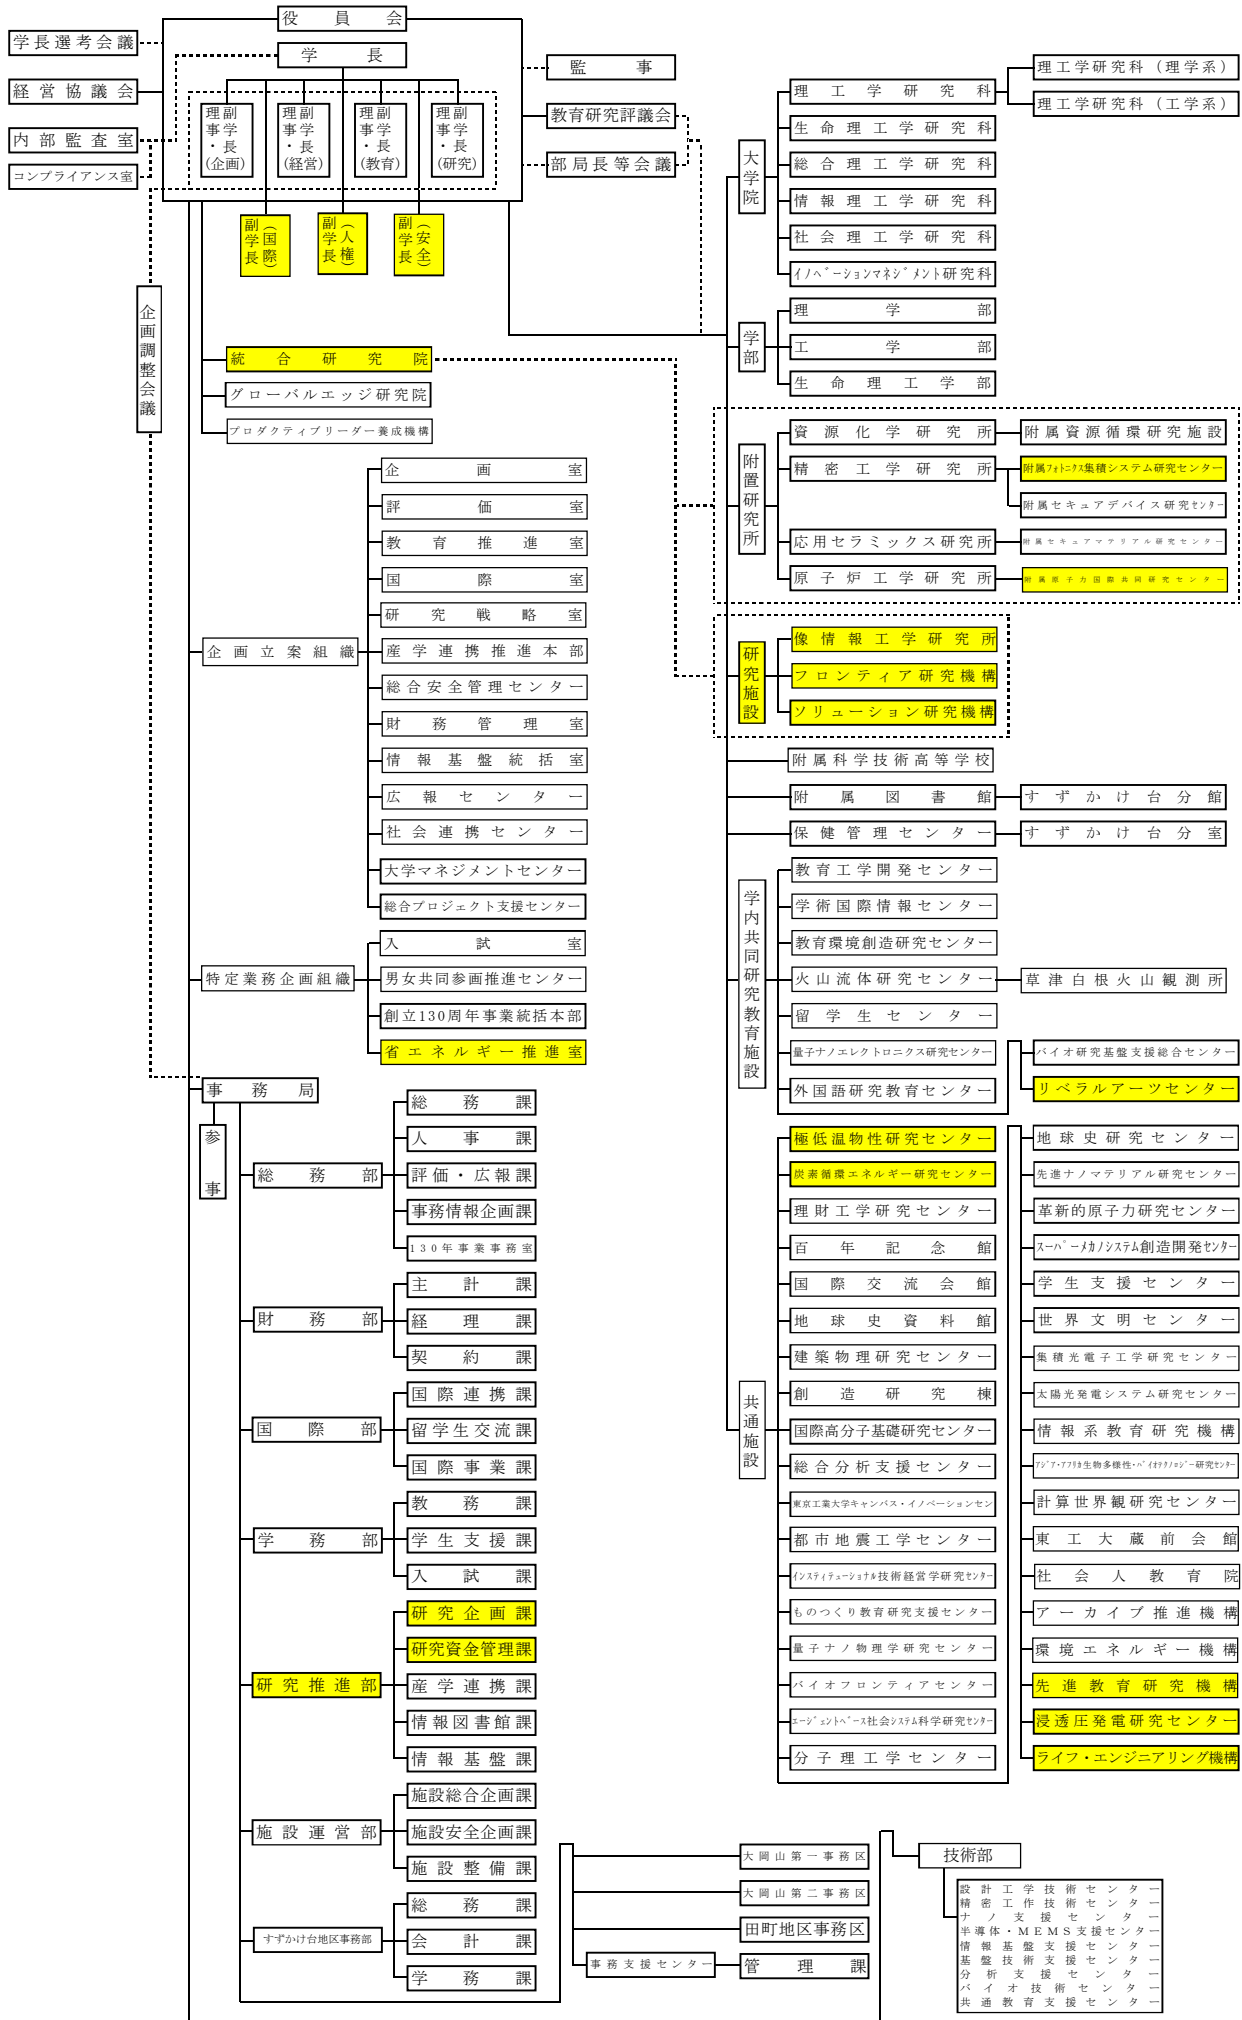 役員会
学長選考会議
学長
監事
経営協議会
教育研究評議会
内部監査室
部局長等会議
コンプライアンス室
理事・副学長(企画)
理事・副学長(経営)
理事・副学長(教育)
理事・副学長(研究)
副学長(国際)
副学長(人権)
副学長(安全)
企画調整会議
統合研究院
グローバルエッジ研究院
プロダクティブリーダー養成機構
企画立案組織
企画室
評価室
教育推進室
国際室
研究戦略室
産学連携推進本部
総合安全管理センター
財務管理室
情報基盤統括室
広報センター
社会連携センター
大学マネジメントセンター
総合プロジェクト支援センター
特定業務企画組織
入試室
男女共同参画推進センター
創立130周年事業統括本部
省エネルギー推進室
事務局
参事
総務部
総務課
人事課
評価・広報課
事務情報企画課
130年事業事務室
財務部
主計課
経理課
契約課
国際部
国際連携課
留学生交流課
国際事業課
学務部
教務課
学生支援課
入試課
研究推進部
研究企画課
研究資金管理課
産学連携課
情報図書館課
情報基盤課
施設運営部
施設総合企画課
施設安全企画課
施設整備課
すずかけ台地区事務部
総務課
会計課
学務課
大岡山第一事務区
大岡山第二事務区
田町地区事務区
事務支援センター
管理課
大学院
理工学研究科
理工学研究科(理学系)
理工学研究科(工学系)
生命理工学研究科
総合理工学研究科
情報理工学研究科
社会理工学研究科
イノベーションマネジメント研究科
学部
理学部
工学部
生命理工学部
附置研究所
資源化学研究所
附属資源循環研究施設
精密工学研究所
附属フォトニクス集積システム研究センター
附属セキュアデバイス研究センター
応用セラミックス研究所
附属セキュアマテリアル研究センター
原子炉工学研究所
附属原子力国際共同研究センター
研究施設
像情報工学研究所
フロンティア研究機構
ソリューション研究機構
附属科学技術高等学校
附属図書館
すずかけ台分館
保健管理センター
すずかけ台分室
学内共同研究教育施設
教育工学開発センター
学術国際情報センター
教育環境創造研究センター
火山流体研究センター
草津白根火山観測所
留学生センター
量子ナノエレクトロニクス研究センター
外国語研究教育センター
バイオ研究基盤支援総合センター
リベラルアーツセンター
共通施設
極低温物性研究センター
炭素循環エネルギー研究センター
理財工学研究センター
百年記念館
国際交流会館
地球史資料館
建築物理研究センター
創造研究棟
国際高分子基礎研究センター
総合分析支援センター
東京工業大学キャンパス・イノベーションセン
都市地震工学センター
インスティテューショナル技術経営学研究センター
ものつくり教育研究支援センター
量子ナノ物理学研究センター
バイオフロンティアセンター
エージェントベース社会システム科学研究センター
分子理工学センター
地球史研究センター
先進ナノマテリアル研究センター
革新的原子力研究センター
スーパーメカノシステム創造開発センター
学生支援センター
世界文明センター
集積光電子工学研究センター
太陽光発電システム研究センター
情報系教育研究機構
アジア・アフリカ生物多様性・バイオテクノロジー研究センター
計算世界観研究センター
東工大蔵前会館
社会人教育院
アーカイブ推進機構
環境エネルギー機構
先進教育研究機構
浸透圧発電研究センター
ライフ・エンジニアリング機構
技術部
設計工学技術センター
精密工作技術センター
ナノ支援センター
半導体・MEMS支援センター
情報基盤支援センター
基盤技術支援センター
分析支援センター
バイオ技術センター
共通教育支援センター